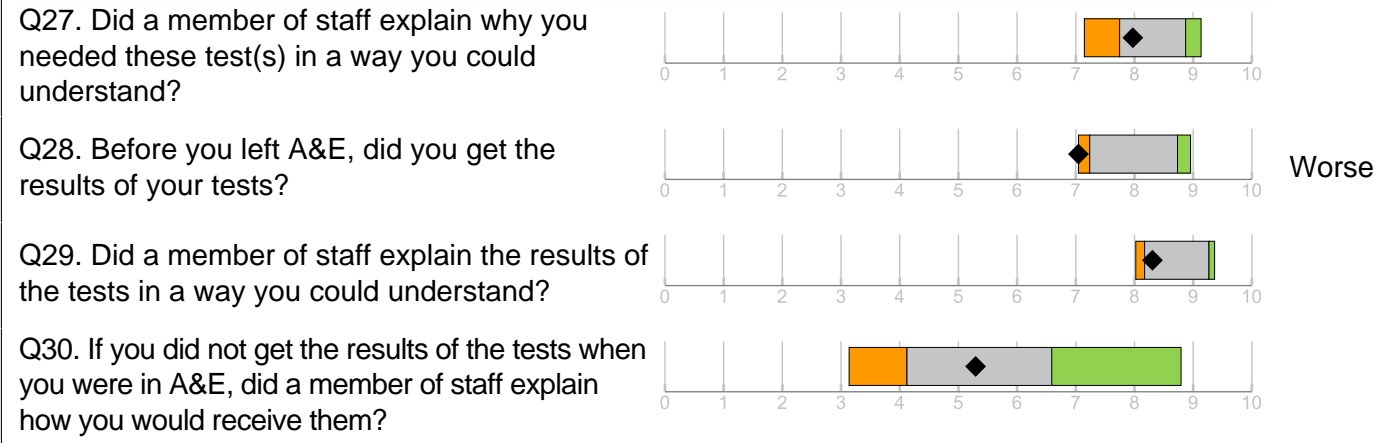 Q27. Did a member of staff explain why you
needed these test(s) in a way you could
understand?
0 1 2 3 4 5 6 7 8 9 10
Q28. Before you left A&E, did you get the
results of your tests?
0 1 2 3 4 5 6 7 8 9 10
Worse
Q29. Did a member of staff explain the results of
the tests in a way you could understand?
0 1 2 3 4 5 6 7 8 9 10
Q30. If you did not get the results of the tests when
you were in A&E, did a member of staff explain
how you would receive them?
0 1 2 3 4 5 6 7 8 9 10